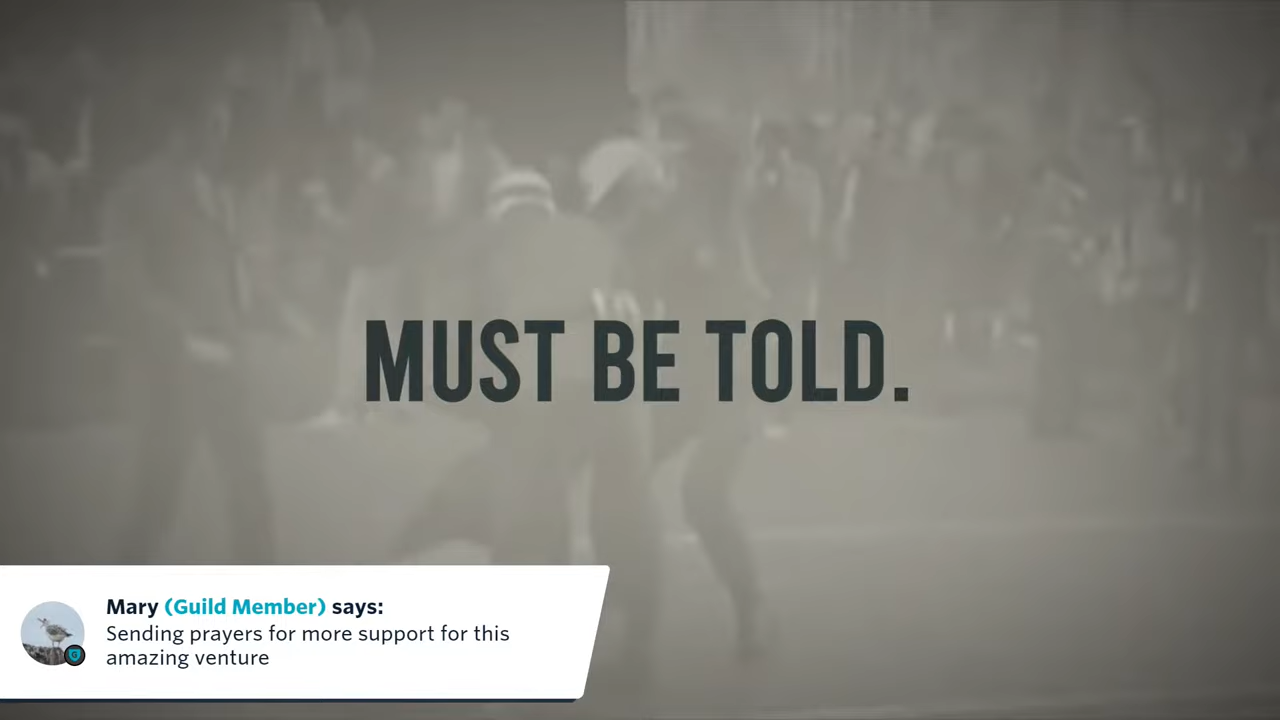 MUST BE TOLD.
Mary (Guild Member) says:
Sending prayers for more support for this
amazing venture